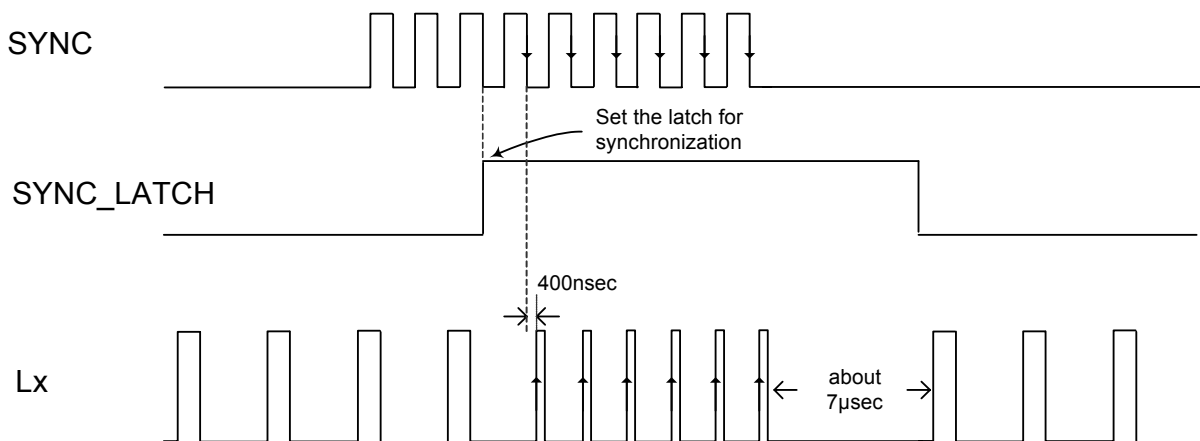 SYNC
Set the latch for
synchronization
SYNC_LATCH
400nsec
Lx
about
7µsec